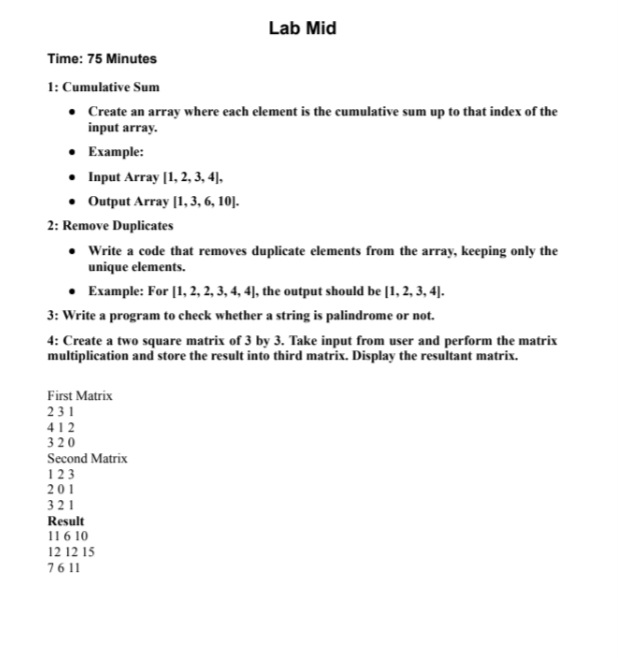 Lab Mid
Time: 75 Minutes
1: Cumulative Sum
• Create an array where each element is the cumulative sum up to that index of the
input array.
• Example:
• Input Array [1, 2, 3, 4],
• Output Array [1, 3, 6, 10].
2: Remove Duplicates
• Write a code that removes duplicate elements from the array, keeping only the
unique elements.
• Example: For [1, 2, 2, 3, 4, 4], the output should be [1, 2, 3, 4].
3: Write a program to check whether a string is palindrome or not.
4: Create a two square matrix of 3 by 3. Take input from user and perform the matrix
multiplication and store the result into third matrix. Display the resultant matrix.
First Matrix
2 3 1
4 1 2
3 2 0
Second Matrix
1 2 3
2 0 1
3 2 1
Result
11 6 10
12 12 15
7 6 11